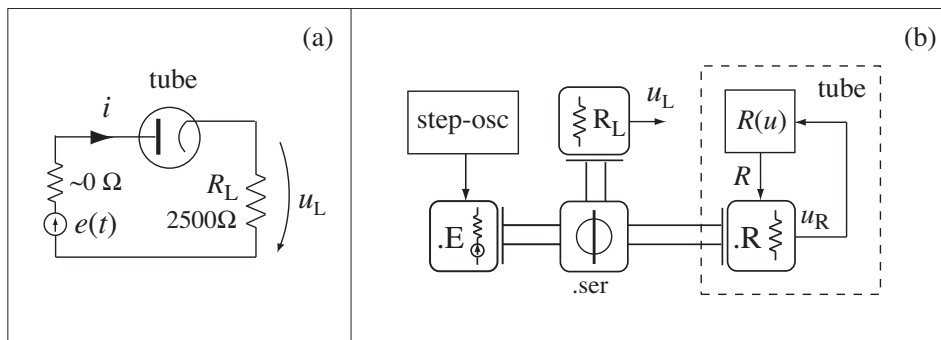 (a)
tube
i
~0 Ω
e(t)
R_L
2500Ω
u_L
(b)
step-osc
R_L
u_L
tube
R(u)
R
.E
.ser
.R
u_R